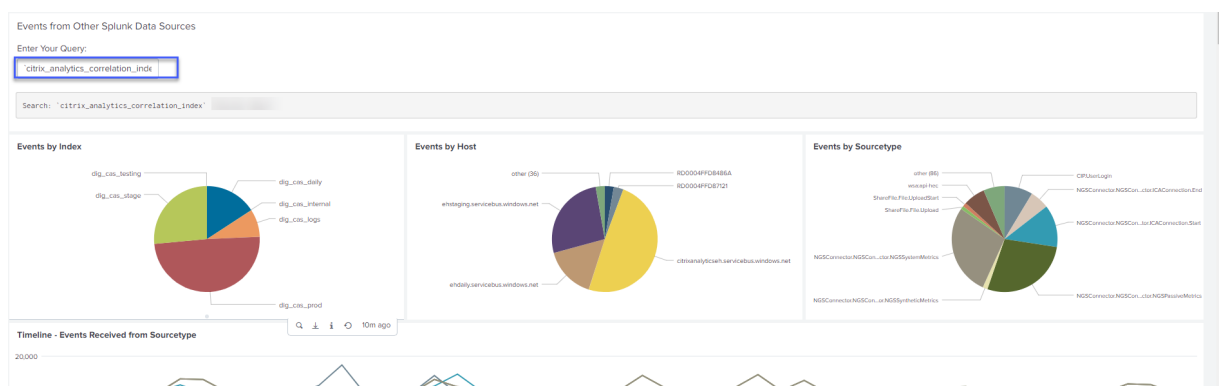 Events from Other Splunk Data Sources
Enter Your Query:
`citrix_analytics_correlation_inde
Search: `citrix_analytics_correlation_index`
Events by Index
dig_cas_testing
dig_cas_stage
dig_cas_daily
dig_cas_internal
dig_cas_logs
dig_cas_prod
10m ago
Events by Host
other (36)
ehstaging.servicebus.windows.net
ehdaily.servicebus.windows.net
RD0004FFD8486A
RD0004FFD87121
citrixanalyticseh.servicebus.windows.net
Events by Sourcetype
other (86)
wsa:api-hec
ShareFile.File.UploadStart
ShareFile.File.Upload
NGSConnector.NGSCon...ctor.NGSSystemMetrics
NGSConnector.NGSCon...or.NGSSyntheticMetrics
CIP.UserLogin
NGSConnector.NGSCon...tor.ICAConnection.End
NGSConnector.NGSCon...tor.ICAConnection.Start
NGSConnector.NGSCon...ctor.NGSPassiveMetrics
Timeline - Events Received from Sourcetype
20,000